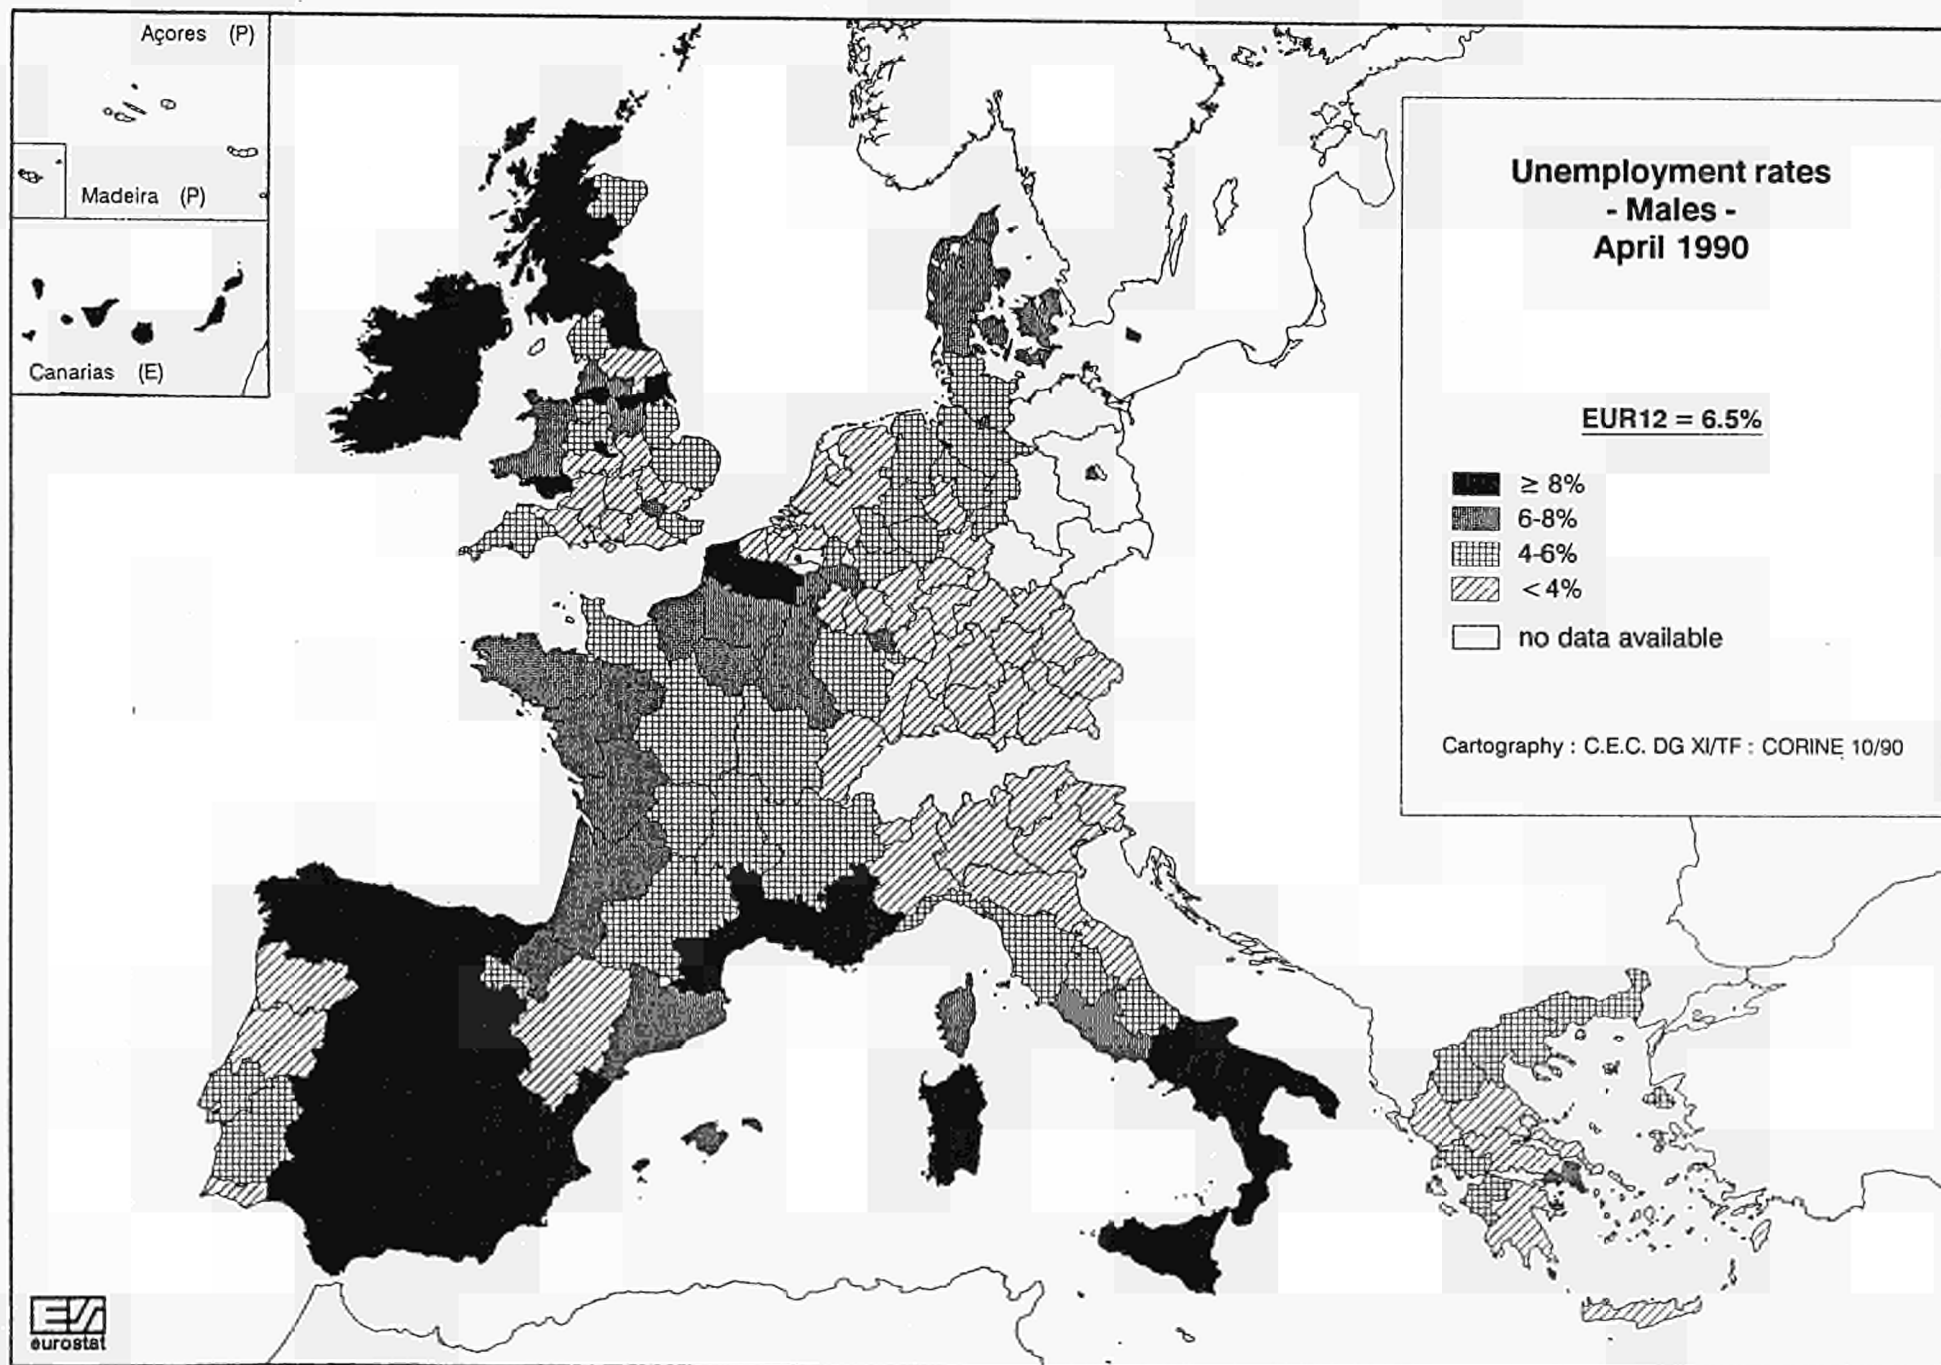 Açores (P)
Madeira (P)
Canarias (E)
Unemployment rates
- Males -
April 1990
EUR12 = 6.5%
≥ 8%
6-8%
4-6%
< 4%
no data available
Cartography : C.E.C. DG XI/TF : CORINE 10/90
ES
eurostat